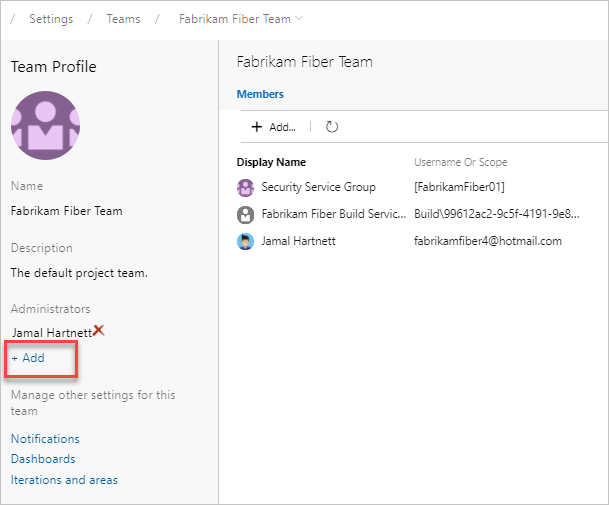 / Settings / Teams / Fabrikam Fiber Team
Team Profile
Name
Fabrikam Fiber Team
Description
The default project team.
Administrators
Jamal Hartnett
+ Add
Manage other settings for this
team
Notifications
Dashboards
Iterations and areas
Fabrikam Fiber Team
Members
+ Add...
Display Name Username Or Scope
Security Service Group [FabrikamFiber01]
Fabrikam Fiber Build Servic... Build\99612ac2-9c5f-4191-9e8...
Jamal Hartnett fabrikamfiber4@hotmail.com